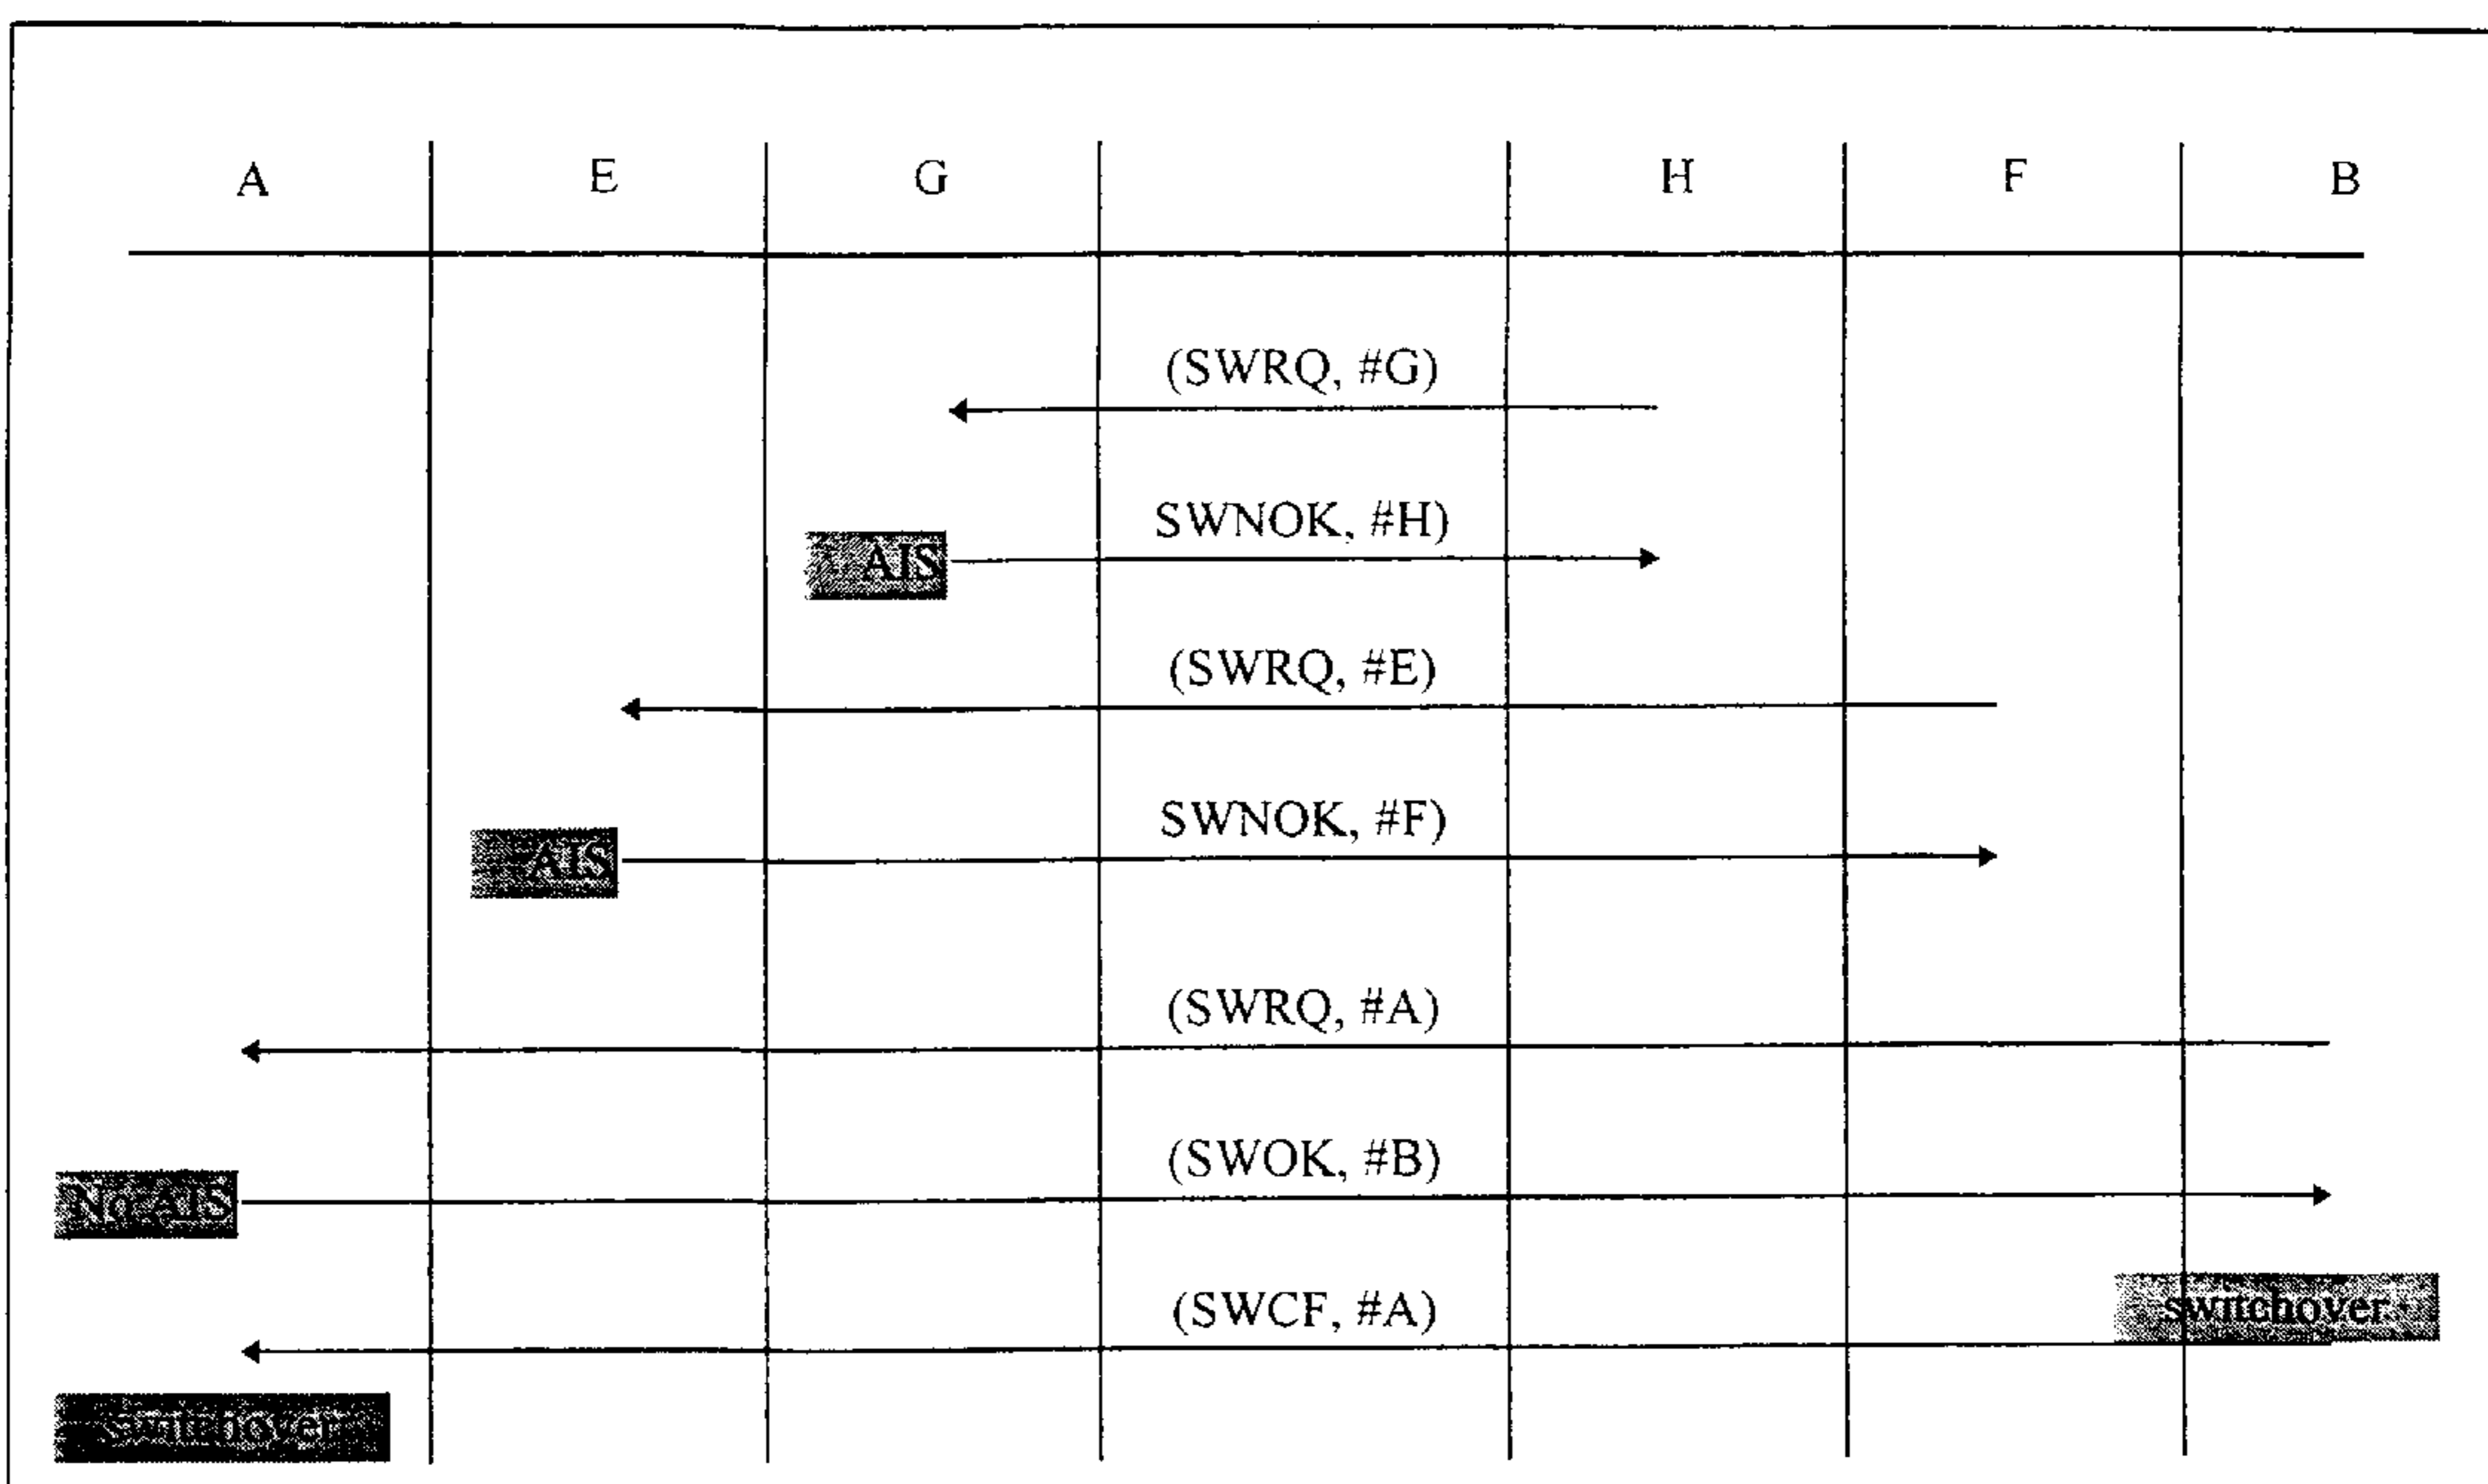 A E G H F B
(SWRQ, #G)
SWNOK, #H)
AIS
(SWRQ, #E)
SWNOK, #F)
AIS
(SWRQ, #A)
(SWOK, #B)
No AIS
(SWCF, #A)
switchover
switchover